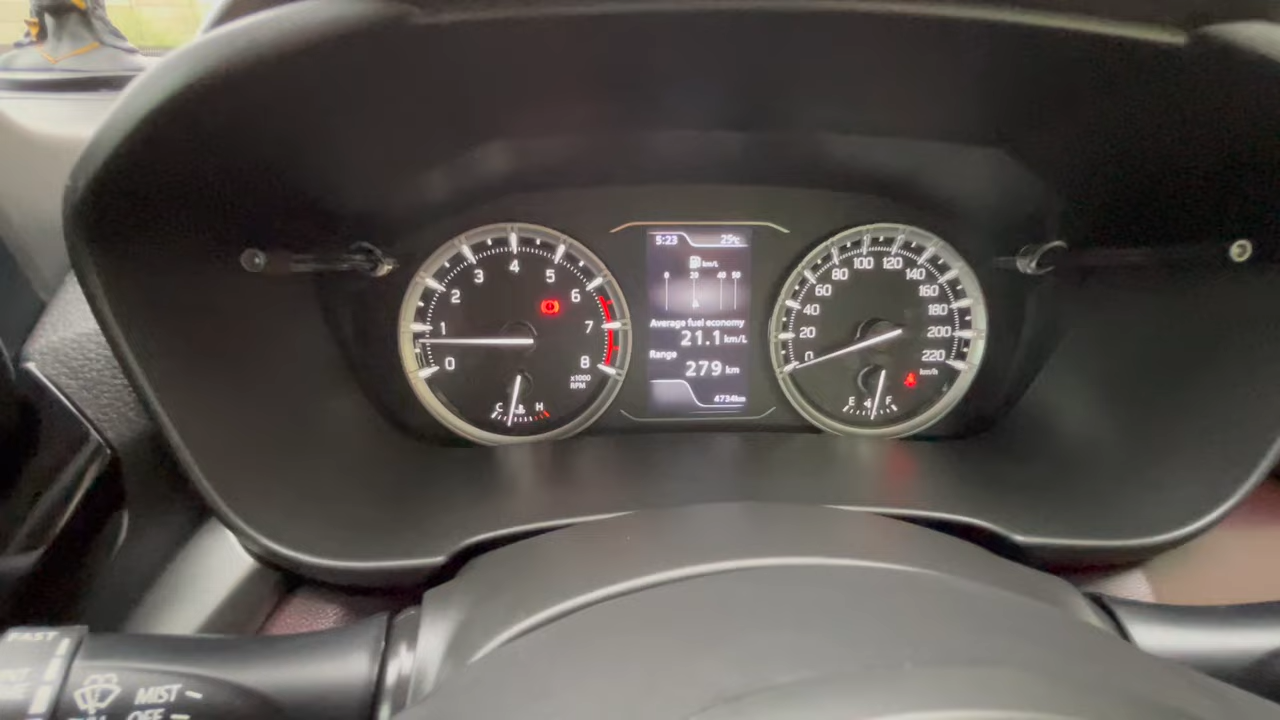 5:23 25°C
km/L
0 20 40 50
Average fuel economy
21.1 km/L
Range
279 km
4734km
0 1 2 3 4 5 6 7 8
x1000
RPM
C H
0 20 40 60 80 100 120 140 160 180 200 220
km/h
E F
FAST
MIST
OFF